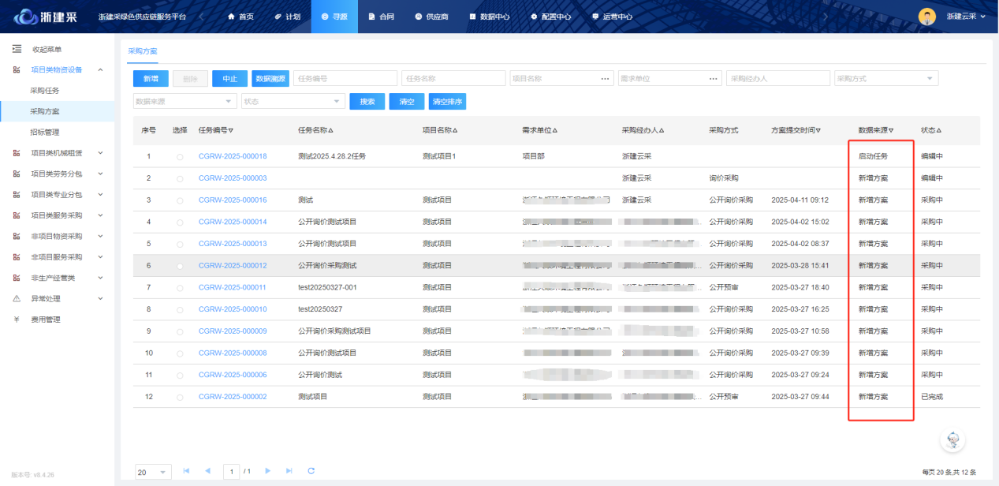 浙建采 浙建采绿色供应链服务平台 首页 计划 寻源 合同 供应商 数据中心 配置中心 运营中心 浙建云采
收起菜单
项目类物资设备
采购任务
采购方案
招标管理
项目类机械租赁
项目类劳务分包
项目类专业分包
项目类服务采购
非项目物资采购
非项目服务采购
非生产经营类
异常处理
费用管理
版本号: v8.4.26
采购方案
新增 删除 中止 数据溯源 任务编号 任务名称 项目名称 ... 需求单位 ... 采购经办人 采购方式
数据来源 状态 搜索 清空 清空排序
序号 选择 任务编号 任务名称 项目名称 需求单位 采购经办人 采购方式 方案提交时间 数据来源 状态
1 CGRW-2025-000018 测试2025.4.28.2任务 测试项目1 项目部 浙建云采 启动任务 编辑中
2 CGRW-2025-000003 浙建云采 询价采购 新增方案 编辑中
3 CGRW-2025-000016 测试 测试项目 浙建云采 公开询价采购 2025-04-11 09:12 新增方案 采购中
4 CGRW-2025-000014 公开询价测试项目 测试项目 公开询价采购 2025-04-02 15:02 新增方案 采购中
5 CGRW-2025-000013 公开询价测试项目 测试项目 公开询价采购 2025-04-02 08:37 新增方案 采购中
6 CGRW-2025-000012 公开询价采购测试 测试项目 公开询价采购 2025-03-28 15:41 新增方案 采购中
7 CGRW-2025-000011 test20250327-001 测试项目 公开预审 2025-03-27 18:40 新增方案 采购中
8 CGRW-2025-000010 test20250327 测试项目 公开询价采购 2025-03-27 16:25 新增方案 采购中
9 CGRW-2025-000009 公开询价采购测试项目 测试项目 公开询价采购 2025-03-27 10:58 新增方案 采购中
10 CGRW-2025-000008 公开询价测试项目 测试项目 公开询价采购 2025-03-27 09:39 新增方案 采购中
11 CGRW-2025-000006 公开询价测试 测试项目 公开询价采购 2025-03-27 09:24 新增方案 采购中
12 CGRW-2025-000002 测试项目 测试项目 公开预审 2025-03-27 09:44 新增方案 已完成
20 1 / 1 每页 20 条,共 12 条